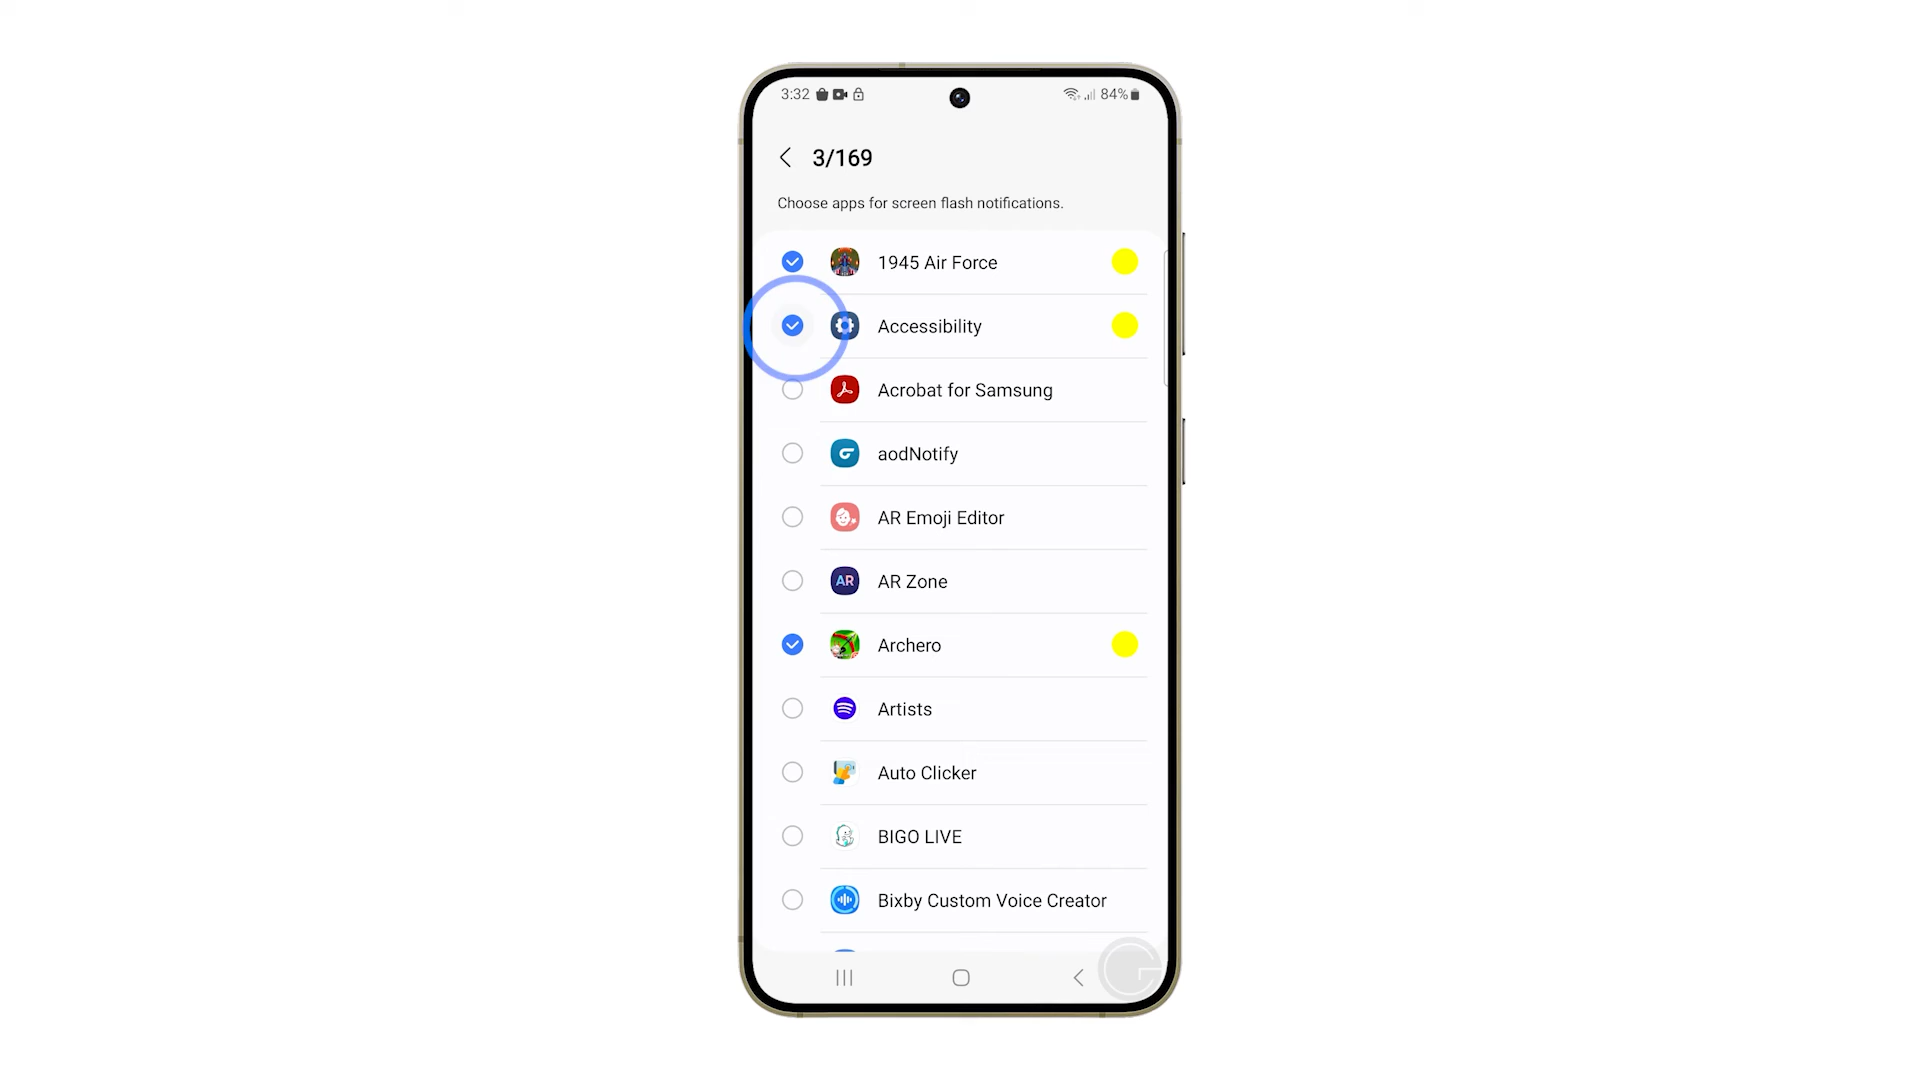 3:32
84%
3/169
Choose apps for screen flash notifications.
1945 Air Force
Accessibility
Acrobat for Samsung
aodNotify
AR Emoji Editor
AR
AR Zone
Archero
Artists
Auto Clicker
BIGO LIVE
Bixby Custom Voice Creator